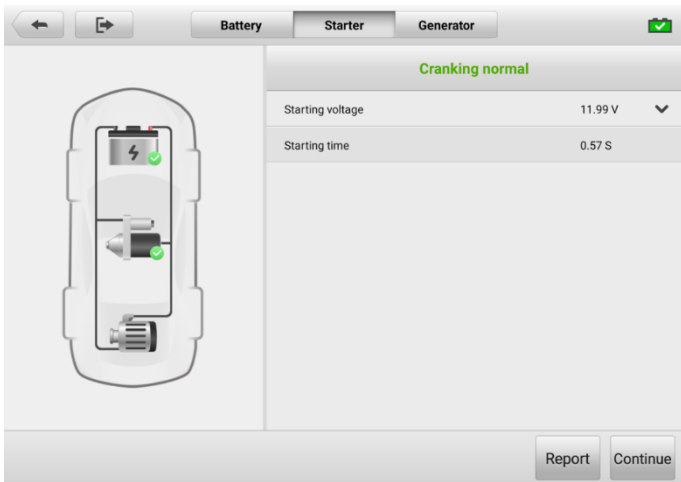 Battery Starter Generator
Cranking normal
Starting voltage 11.99 V
Starting time 0.57 S
Report Continue